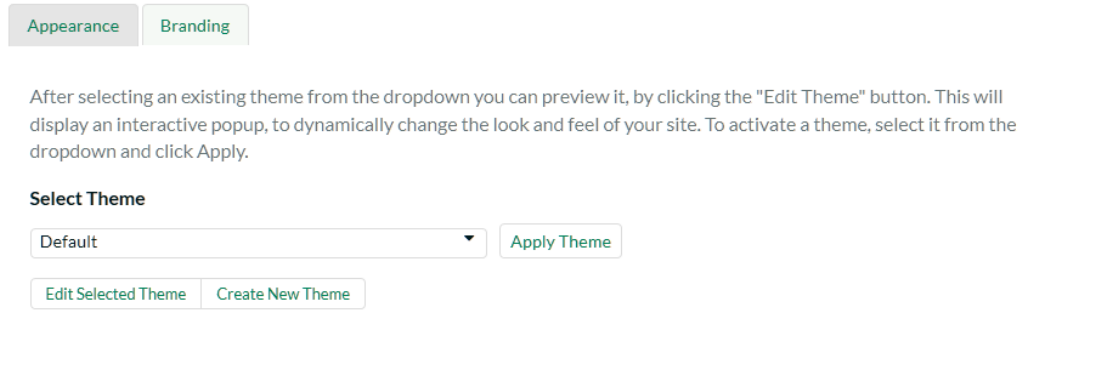 Appearance Branding
After selecting an existing theme from the dropdown you can preview it, by clicking the "Edit Theme" button. This will
display an interactive popup, to dynamically change the look and feel of your site. To activate a theme, select it from the
dropdown and click Apply.
Select Theme
Default Apply Theme
Edit Selected Theme Create New Theme